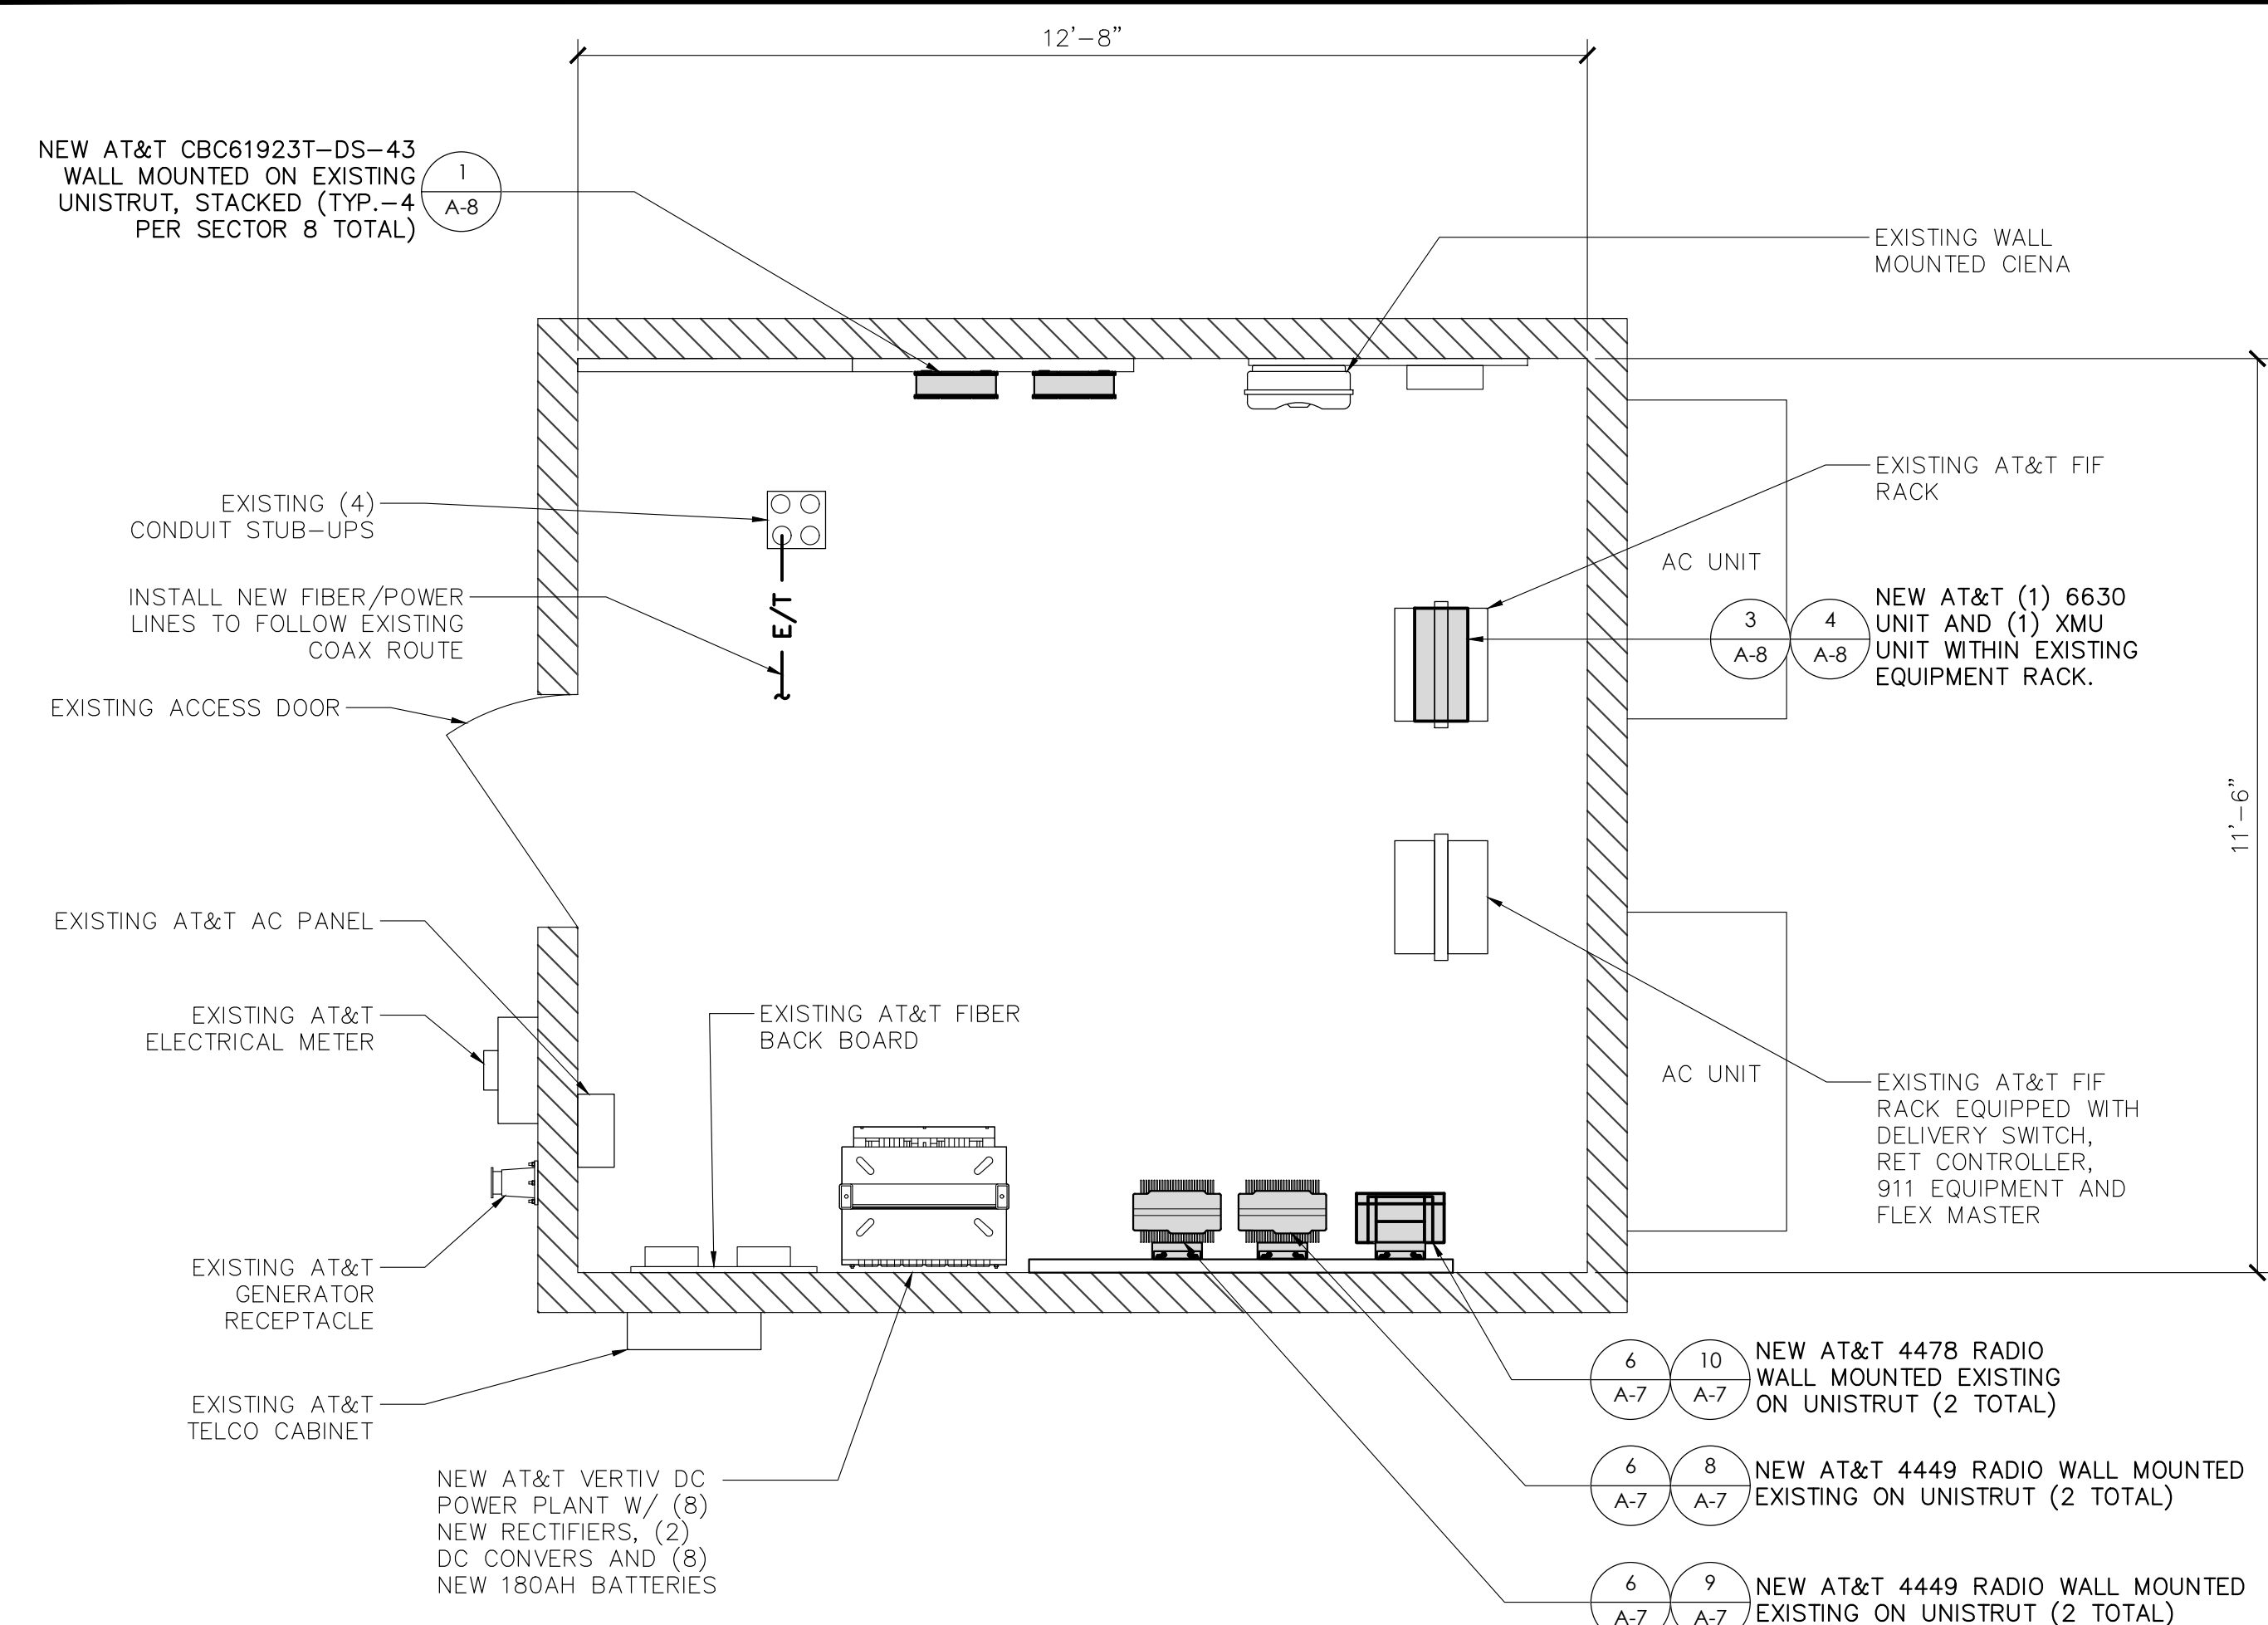 12'-8"
NEW AT&T CBC61923T-DS-43
WALL MOUNTED ON EXISTING
UNISTRUT, STACKED (TYP.-4
PER SECTOR 8 TOTAL)
1
A-8
EXISTING WALL
MOUNTED CIENA
EXISTING (4)
CONDUIT STUB-UPS
INSTALL NEW FIBER/POWER
LINES TO FOLLOW EXISTING
COAX ROUTE
E/T
EXISTING ACCESS DOOR
EXISTING AT&T FIF
RACK
AC UNIT
3
A-8
4
A-8
NEW AT&T (1) 6630
UNIT AND (1) XMU
UNIT WITHIN EXISTING
EQUIPMENT RACK.
11'-6"
EXISTING AT&T AC PANEL
EXISTING AT&T
ELECTRICAL METER
EXISTING AT&T FIBER
BACK BOARD
AC UNIT
EXISTING AT&T FIF
RACK EQUIPPED WITH
DELIVERY SWITCH,
RET CONTROLLER,
911 EQUIPMENT AND
FLEX MASTER
EXISTING AT&T
GENERATOR
RECEPTACLE
EXISTING AT&T
TELCO CABINET
NEW AT&T VERTIV DC
POWER PLANT W/ (8)
NEW RECTIFIERS, (2)
DC CONVERS AND (8)
NEW 180AH BATTERIES
6
A-7
10
A-7
NEW AT&T 4478 RADIO
WALL MOUNTED EXISTING
ON UNISTRUT (2 TOTAL)
6
A-7
8
A-7
NEW AT&T 4449 RADIO WALL MOUNTED
EXISTING ON UNISTRUT (2 TOTAL)
6
A-7
9
A-7
NEW AT&T 4449 RADIO WALL MOUNTED
EXISTING ON UNISTRUT (2 TOTAL)